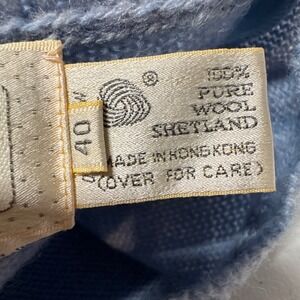 100%
PURE
WOOL
SHETLAND
MADE IN HONG KONG
(OVER FOR CARE)
40
®